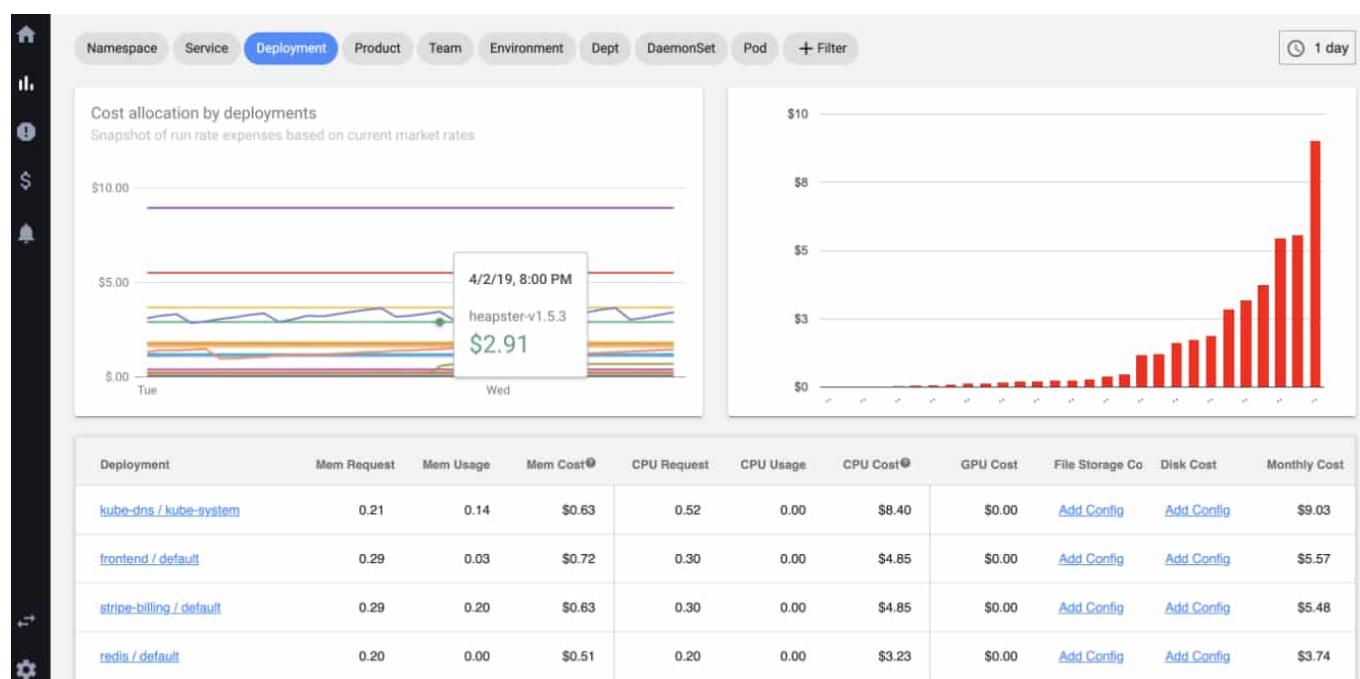 Namespace Service Deployment Product Team Environment Dept DaemonSet Pod + Filter 1 day
Cost allocation by deployments
Snapshot of run rate expenses based on current market rates
$10.00
$5.00
$.00
Tue Wed
4/2/19, 8:00 PM
heapster-v1.5.3
$2.91
$10
$8
$5
$3
$0
Deployment Mem Request Mem Usage Mem Cost CPU Request CPU Usage CPU Cost GPU Cost File Storage Co Disk Cost Monthly Cost
kube-dns / kube-system 0.21 0.14 $0.63 0.52 0.00 $8.40 $0.00 Add Config Add Config $9.03
frontend / default 0.29 0.03 $0.72 0.30 0.00 $4.85 $0.00 Add Config Add Config $5.57
stripe-billing / default 0.29 0.20 $0.63 0.30 0.00 $4.85 $0.00 Add Config Add Config $5.48
redis / default 0.20 0.00 $0.51 0.20 0.00 $3.23 $0.00 Add Config Add Config $3.74